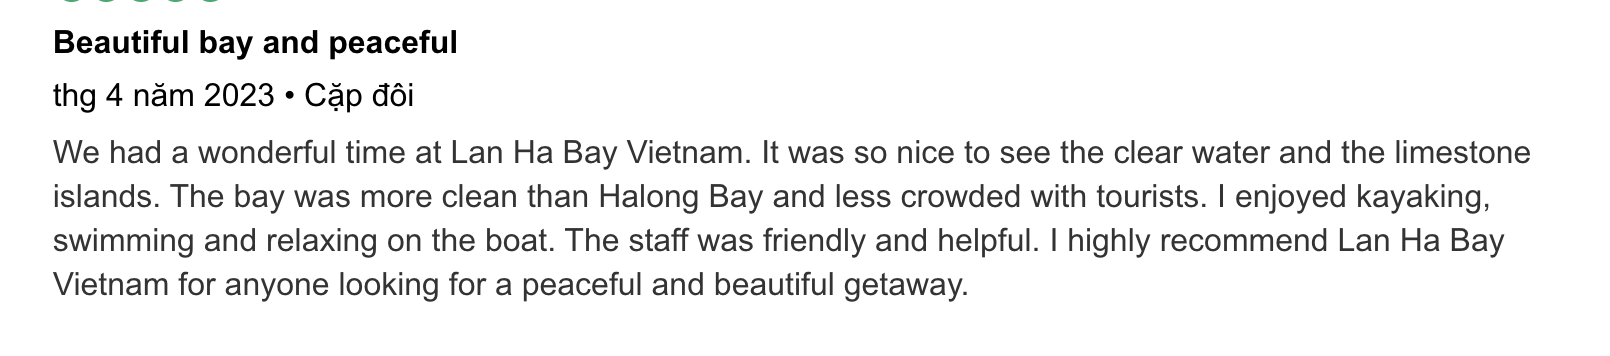 Beautiful bay and peaceful
thg 4 năm 2023 • Cặp đôi
We had a wonderful time at Lan Ha Bay Vietnam. It was so nice to see the clear water and the limestone
islands. The bay was more clean than Halong Bay and less crowded with tourists. I enjoyed kayaking,
swimming and relaxing on the boat. The staff was friendly and helpful. I highly recommend Lan Ha Bay
Vietnam for anyone looking for a peaceful and beautiful getaway.